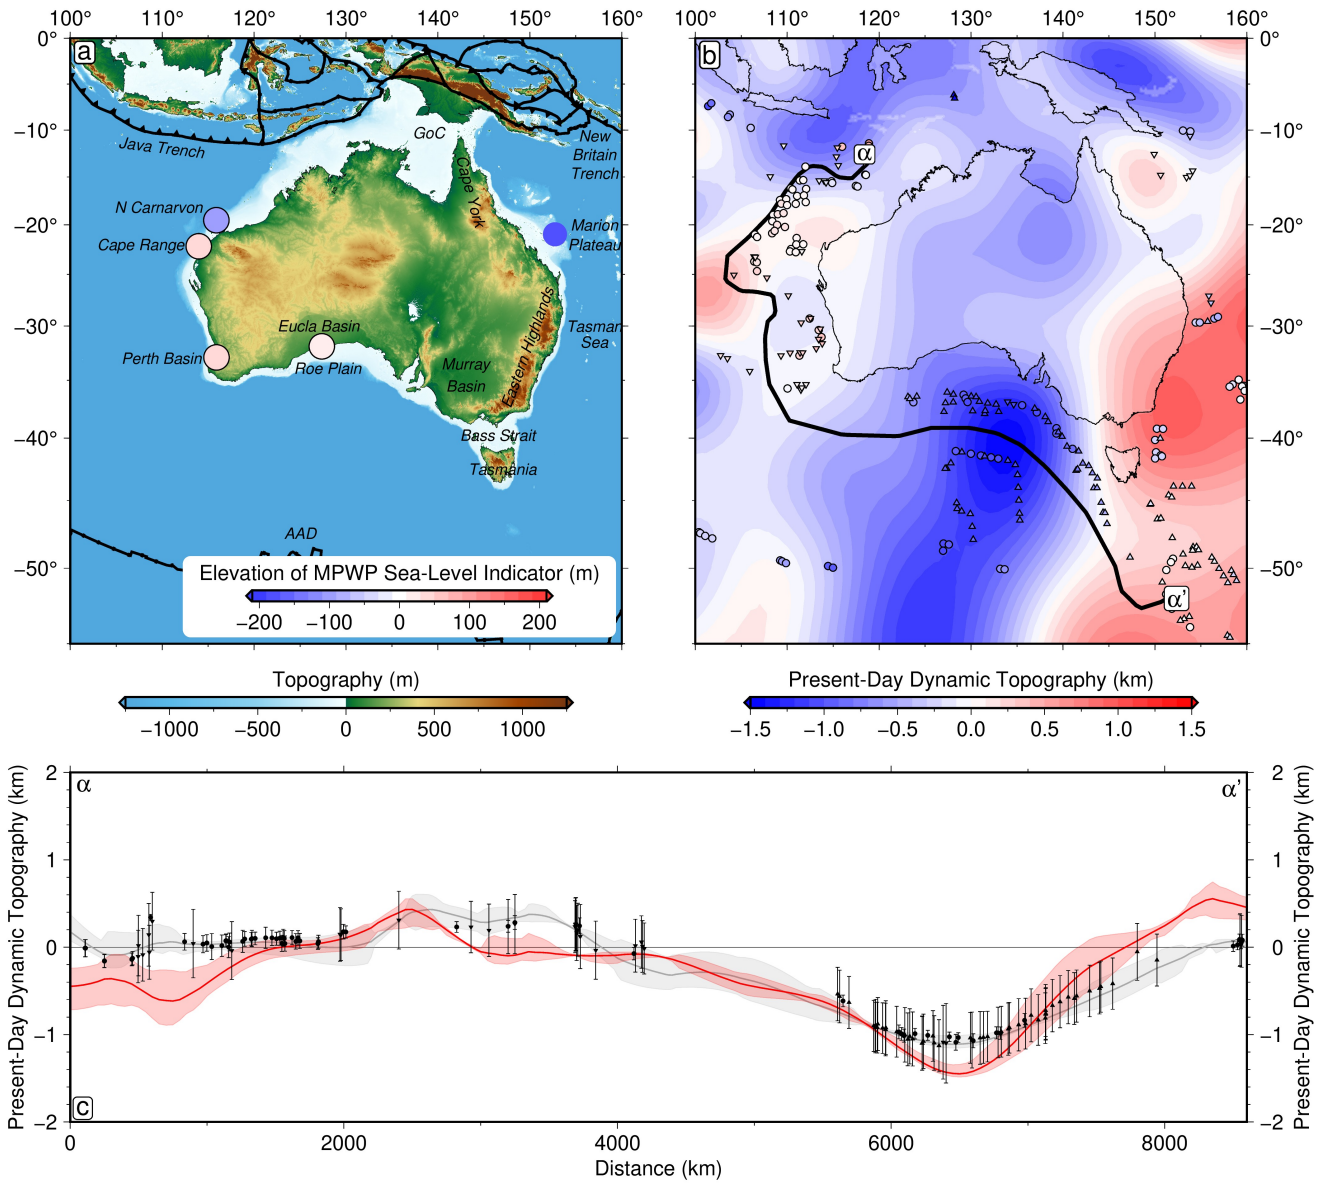 100° 110° 120° 130° 140° 150° 160°
0°
−10°
−20°
−30°
−40°
−50°
a
GoC
Java Trench
New
Britain
Trench
Cape York
N Carnarvon
Cape Range
Marion
Plateau
Eucla Basin
Perth Basin
Roe Plain
Murray
Basin
Eastern Highlands
Tasman
Sea
Bass Strait
Tasmania
AAD
Elevation of MPWP Sea-Level Indicator (m)
−200 −100 0 100 200
Topography (m)
−1000 −500 0 500 1000
100° 110° 120° 130° 140° 150° 160°
b
α
α’
0°
−10°
−20°
−30°
−40°
−50°
Present-Day Dynamic Topography (km)
−1.5 −1.0 −0.5 0.0 0.5 1.0 1.5
Present-Day Dynamic Topography (km)
2
1
0
−1
−2
α
α’
c
2
1
0
−1
−2
Present-Day Dynamic Topography (km)
0 2000 4000 6000 8000
Distance (km)